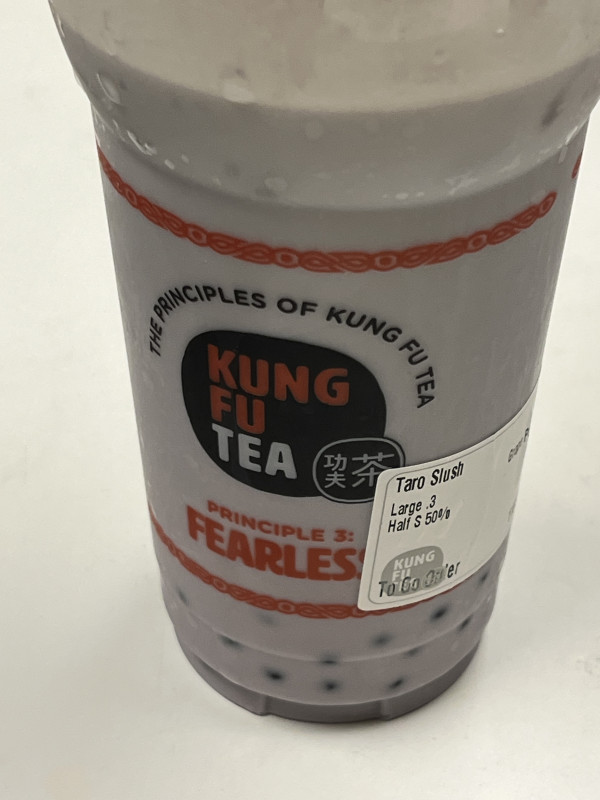 THE PRINCIPLES OF KUNG FU TEA
KUNG
FU
TEA
功夫
茶
PRINCIPLE 3:
FEARLESS
Taro Slush
Large .3
Half S 50%
KUNG
FU
To Go Order